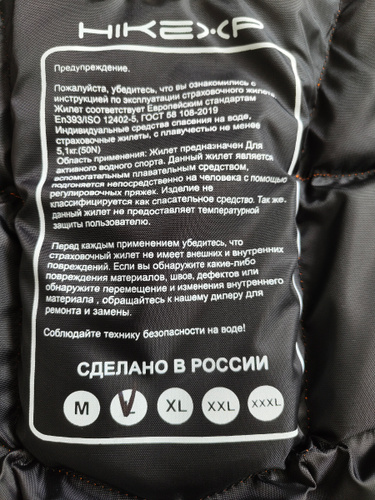 HIKEXP
Предупреждение.
Пожалуйста, убедитесь, что вы ознакомились с
инструкцией по эксплуатации страхового жилета.
Жилет соответствует Европейским стандартам
En393/ISO 12402-5, ГОСТ 58 108-2019
Индивидуальные средства спасения на воде,
страховочные жилеты, с плавучестью не менее
5,1кг.(50N)
Область применения: Жилет предназначен Для
активного водного спорта. Данный жилет является
вспомогательным плавательным средством,
подгоняется непосредственно на человека с помощью
регулировочных пряжек. Изделие не
классифицируется как спасательное средство. Так же,
данный жилет не предоставляет температурной
защиты пользователю.
Перед каждым применением убедитесь, что
страховочный жилет не имеет внешних и внутренних
повреждений. Если вы обнаружите какие-либо
повреждения материалов, швов, дефектов или
обнаружите перемещение и изменения внутреннего
материала , обращайтесь к нашему дилеру для
ремонта и замены.
Соблюдайте технику безопасности на воде!
СДЕЛАНО В РОССИИ
M L XL XXL XXXL